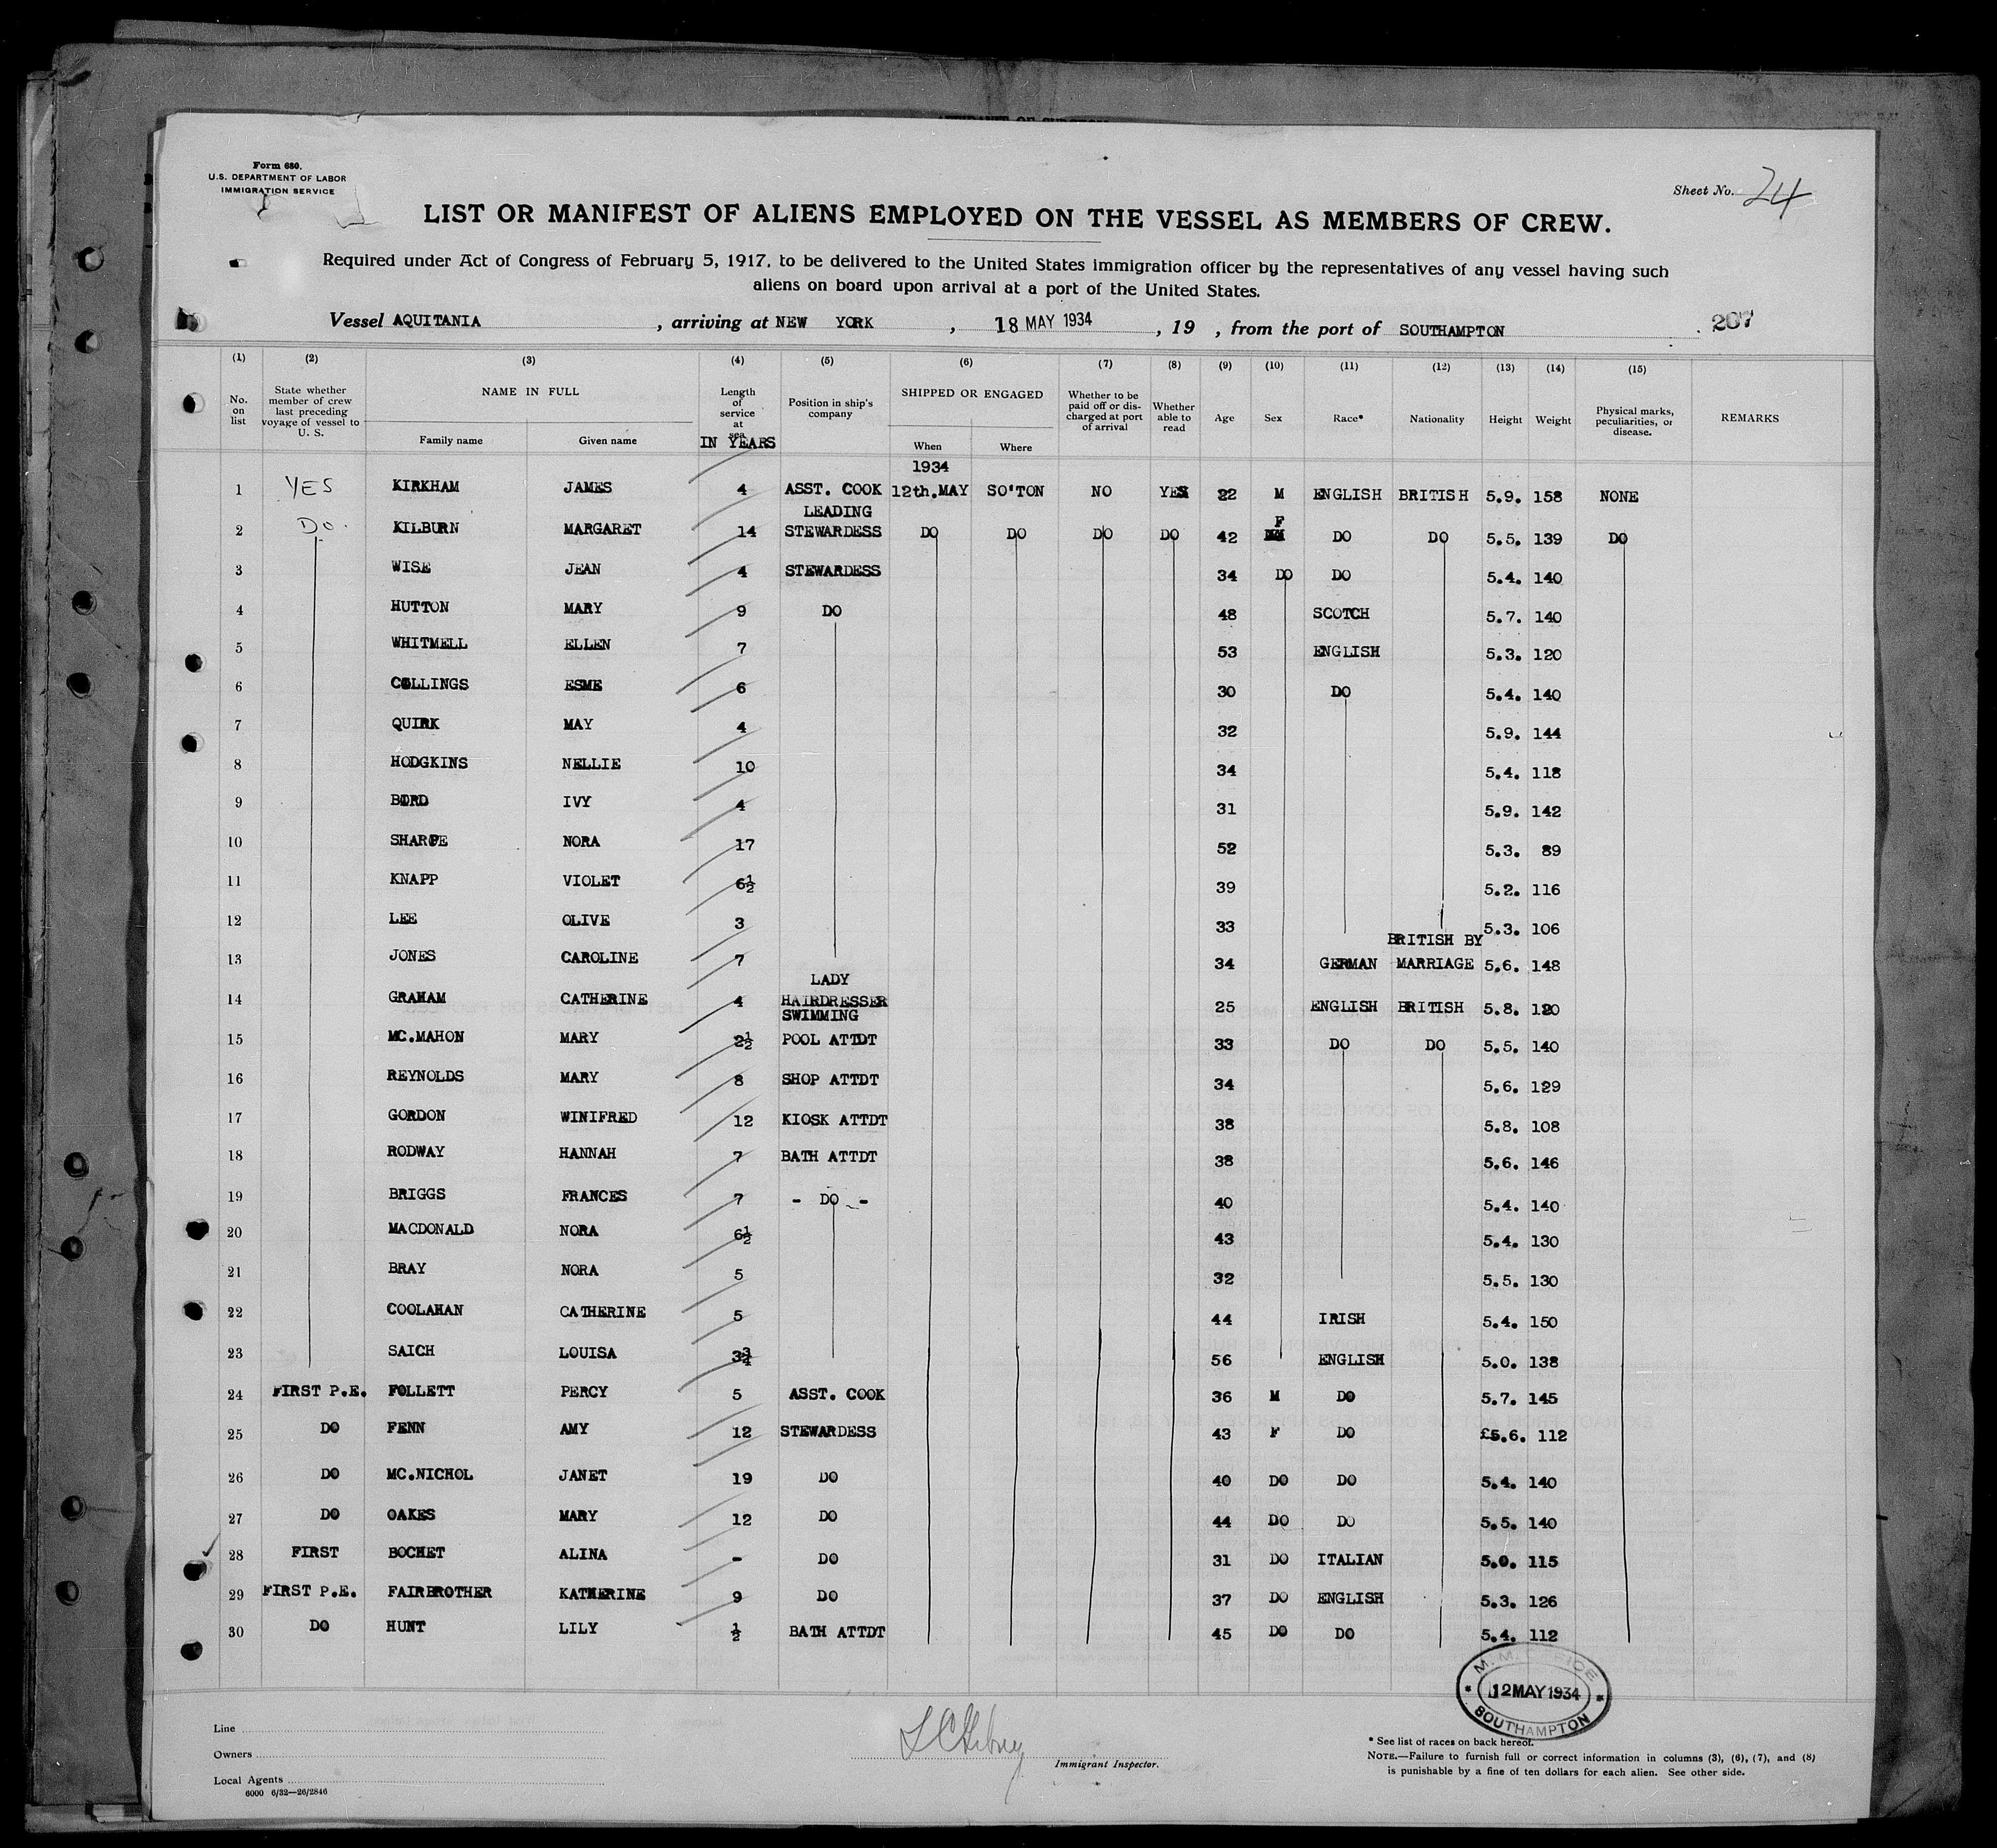 Form 680.
U.S. DEPARTMENT OF LABOR
IMMIGRATION SERVICE
Sheet No. 24
LIST OR MANIFEST OF ALIENS EMPLOYED ON THE VESSEL AS MEMBERS OF CREW.
Required under Act of Congress of February 5, 1917, to be delivered to the United States immigration officer by the representatives of any vessel having such
aliens on board upon arrival at a port of the United States.
Vessel AQUITANIA , arriving at NEW YORK , 18 MAY 1934 , 19 , from the port of SOUTHAMPTON . 207
(1) (2) (3) (4) (5) (6) (7) (8) (9) (10) (11) (12) (13) (14) (15)
No. on list State whether member of crew last preceding voyage of vessel to U. S. NAME IN FULL Family name Given name Length of service at sea IN YEARS Position in ship's company SHIPPED OR ENGAGED When Where Whether to be paid off or discharged at port of arrival Whether able to read Age Sex Race* Nationality Height Weight Physical marks, peculiarities, or disease. REMARKS
1934
1 YES KIRKHAM JAMES 4 ASST. COOK 12th.MAY SO'TON NO YES 22 M ENGLISH BRITISH 5.9. 158 NONE
2 Do. KILBURN MARGARET 14 LEADING STEWARDESS DO DO DO DO 42 F DO DO 5.5. 139 DO
3 WISE JEAN 4 STEWARDESS 34 DO DO 5.4. 140
4 HUTTON MARY 9 DO 48 SCOTCH 5.7. 140
5 WHITMELL ELLEN 7 53 ENGLISH 5.3. 120
6 COLLINGS ESME 6 30 DO 5.4. 140
7 QUIRK MAY 4 32 5.9. 144
8 HODGKINS NELLIE 10 34 5.4. 118
9 BIRD IVY 4 31 5.9. 142
10 SHARPE NORA 17 52 5.3. 89
11 KNAPP VIOLET 6½ 39 5.2. 116
12 LEE OLIVE 3 33 5.3. 106
13 JONES CAROLINE 7 34 GERMAN BRITISH BY MARRIAGE 5.6. 148
14 GRAHAM CATHERINE 4 LADY HAIRDRESSER 25 ENGLISH BRITISH 5.8. 120
15 MC.MAHON MARY 2½ SWIMMING POOL ATTDT 33 DO DO 5.5. 140
16 REYNOLDS MARY 8 SHOP ATTDT 34 5.6. 129
17 GORDON WINIFRED 12 KIOSK ATTDT 38 5.8. 108
18 RODWAY HANNAH 7 BATH ATTDT 38 5.6. 146
19 BRIGGS FRANCES 7 - DO - 40 5.4. 140
20 MACDONALD NORA 6½ 43 5.4. 130
21 BRAY NORA 5 32 5.5. 130
22 COOLAHAN CATHERINE 5 44 IRISH 5.4. 150
23 SAICH LOUISA 3¾ 56 ENGLISH 5.0. 138
24 FIRST P.E. FOLLETT PERCY 5 ASST. COOK 36 M DO 5.7. 145
25 DO FENN AMY 12 STEWARDESS 43 F DO £5.6. 112
26 DO MC.NICHOL JANET 19 DO 40 DO DO 5.4. 140
27 DO OAKES MARY 12 DO 44 DO DO 5.5. 140
28 FIRST BOCHET ALINA - DO 31 DO ITALIAN 5.0. 115
29 FIRST P.E. FAIRBROTHER KATHERINE 9 DO 37 DO ENGLISH 5.3. 126
30 DO HUNT LILY ½ BATH ATTDT 45 DO DO 5.4. 112
M.M. OFFICE
12 MAY 1934
SOUTHAMPTON
Line
Owners
Local Agents
6000 6/32—26/2846
Immigrant Inspector.
* See list of races on back hereof.
NOTE.—Failure to furnish full or correct information in columns (3), (6), (7), and (8)
is punishable by a fine of ten dollars for each alien. See other side.